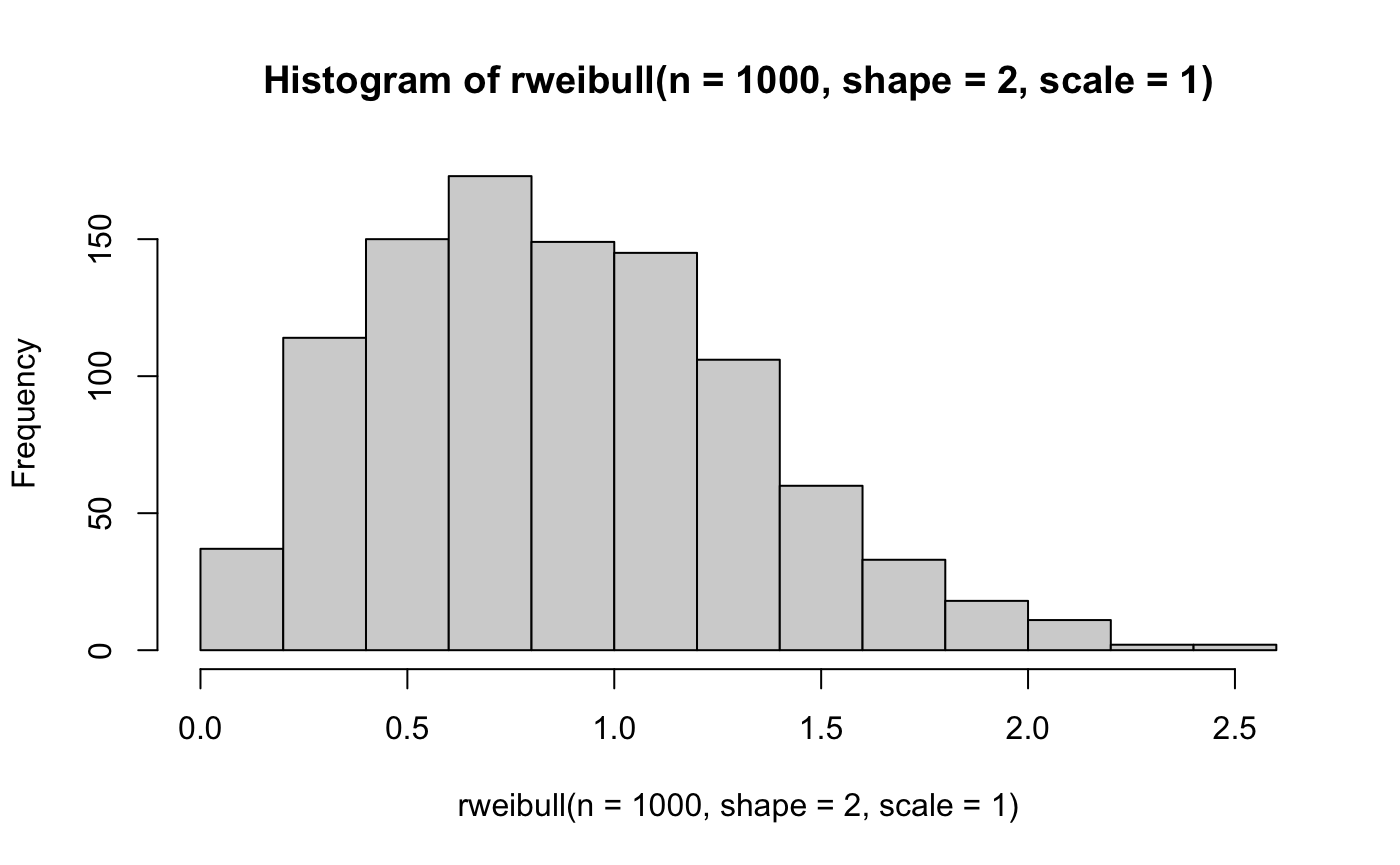 Histogram of rweibull(n = 1000, shape = 2, scale = 1)
Frequency
150
100
50
0
0.0 0.5 1.0 1.5 2.0 2.5
rweibull(n = 1000, shape = 2, scale = 1)